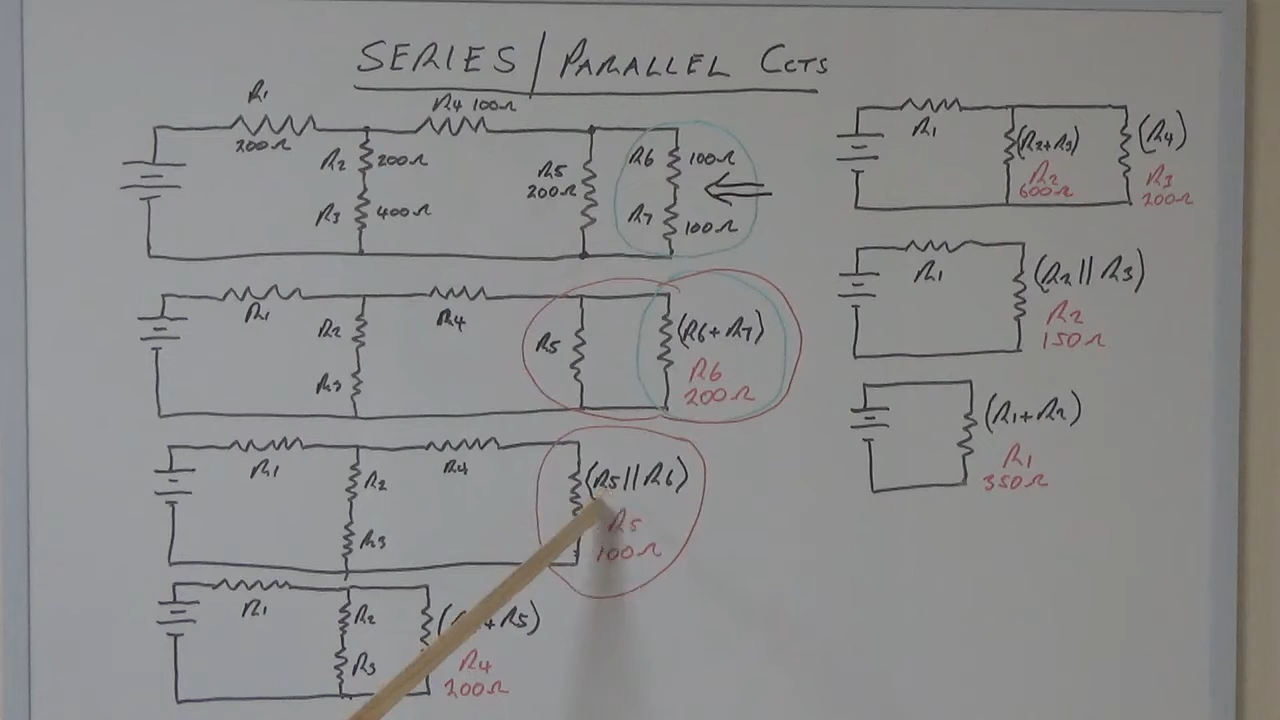 SERIES/PARALLEL CCTS
R1
200Ω
R4 100Ω
R2 200Ω
R3 400Ω
R5
200Ω
R6 100Ω
R7 100Ω
R1
R2
R3
R4
R5
(R6+R7)
R6
200Ω
R1
R2
R3
R4
(R5||R6)
R5
100Ω
R1
R2
R3
+R5)
R4
200Ω
R1
(R2+R3)
R2
600Ω
(R4)
R3
200Ω
R1
(R2||R3)
R2
150Ω
(R1+R2)
R1
350Ω